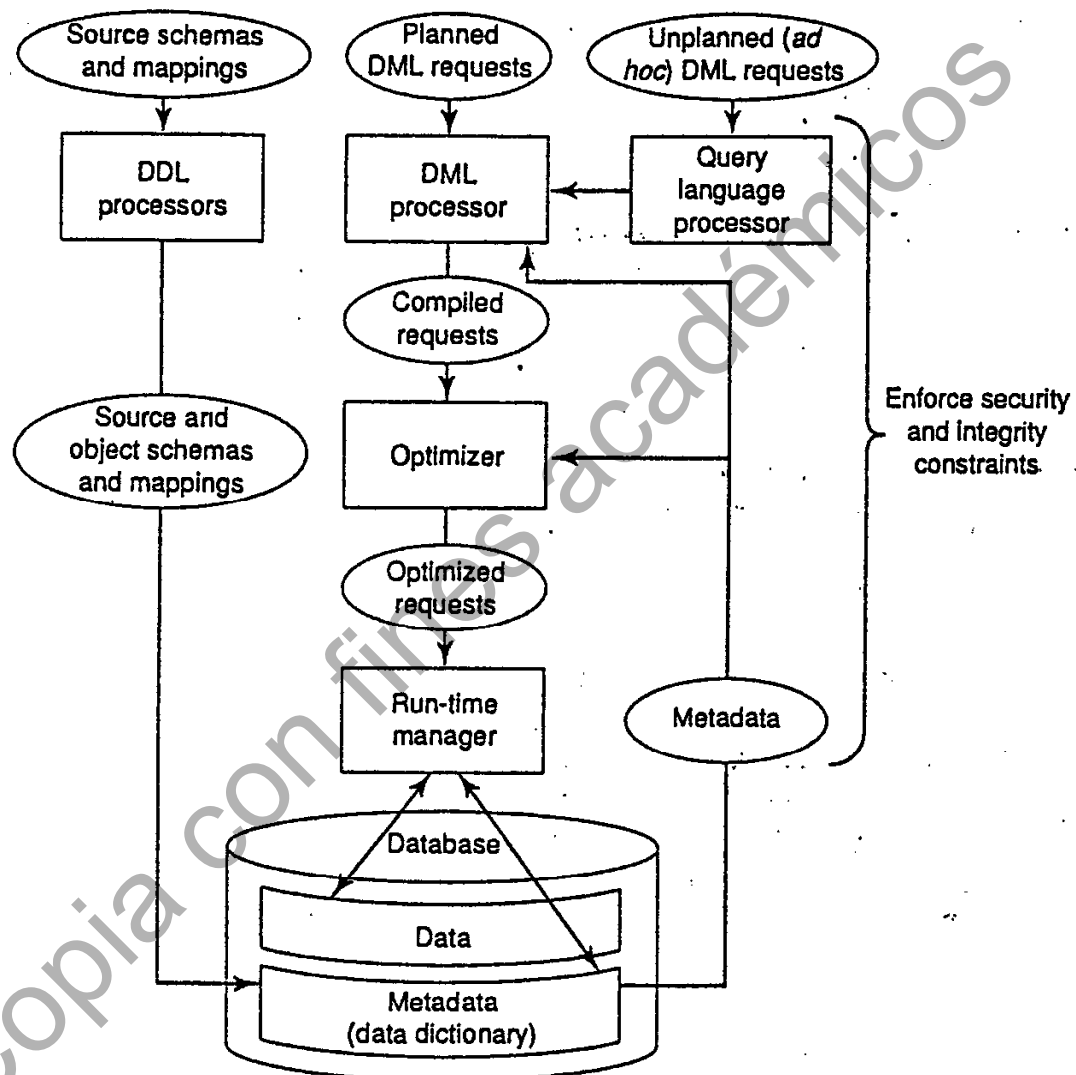 Source schemas
and mappings
Planned
DML requests
Unplanned (ad
hoc) DML requests
DDL
processors
DML
processor
Query
language
processor
Compiled
requests
Source and
object schemas
and mappings
Optimizer
Enforce security
and integrity
constraints.
Optimized
requests
Run-time
manager
Metadata
Database
Data
Metadata
(data dictionary)
copia con fines académicos